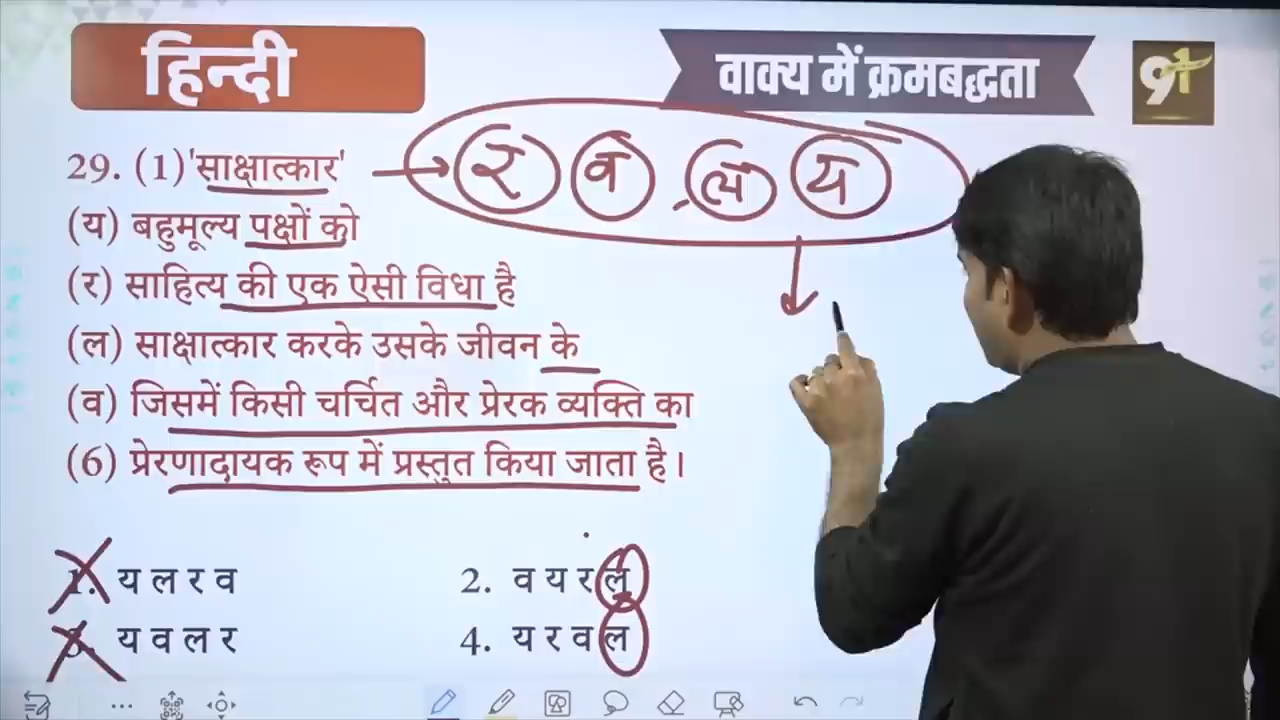 हिन्दी
वाक्य में क्रमबद्धता
91
29. (1) 'साक्षात्कार' → र व ल य
(य) बहुमूल्य पक्षों को
(र) साहित्य की एक ऐसी विधा है
(ल) साक्षात्कार करके उसके जीवन के
(व) जिसमें किसी चर्चित और प्रेरक व्यक्ति का
(6) प्रेरणादायक रूप में प्रस्तुत किया जाता है।
1. य ल र व
2. व य र ल
3. य व ल र
4. य र व ल